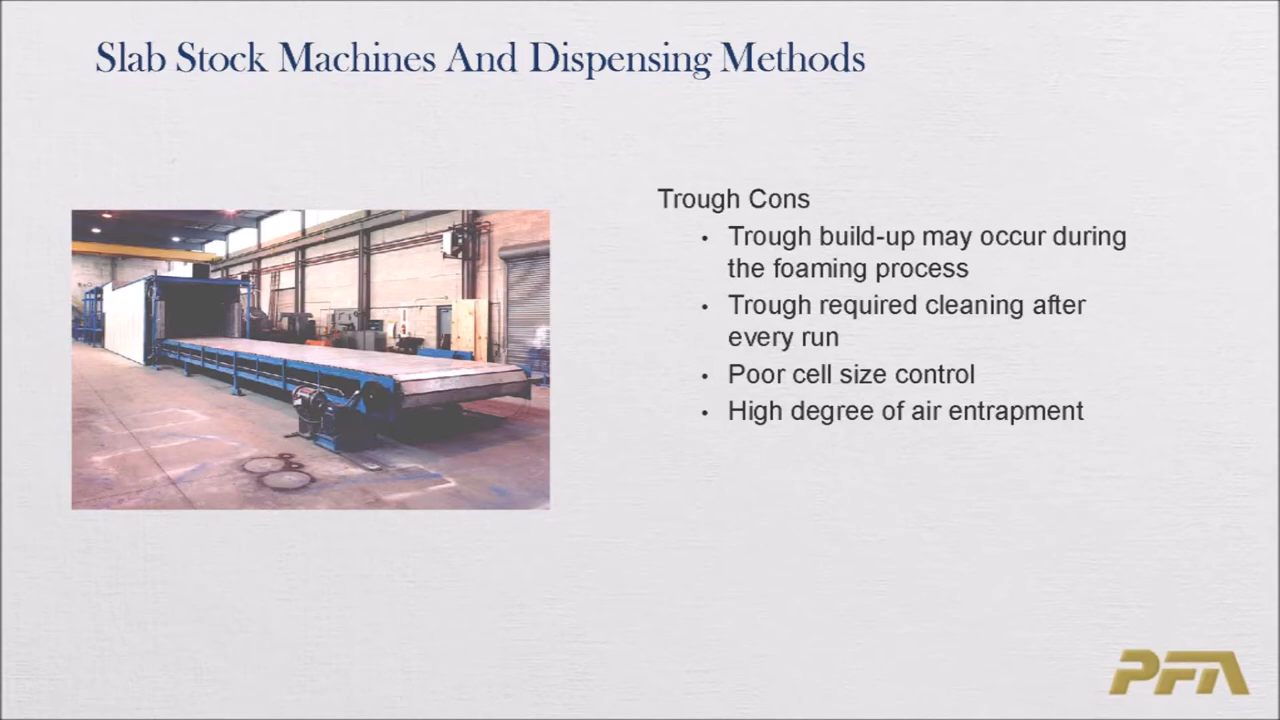 Slab Stock Machines And Dispensing Methods
Trough Cons
• Trough build-up may occur during
the foaming process
• Trough required cleaning after
every run
• Poor cell size control
• High degree of air entrapment
PFA